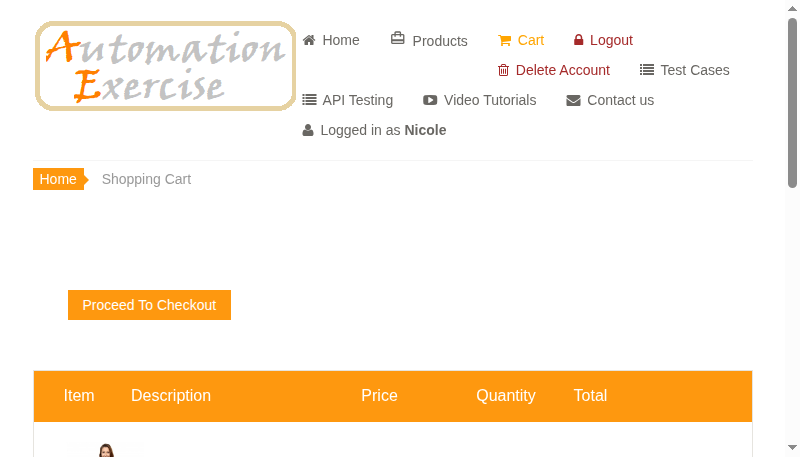 Automation
Exercise
Home Products Cart Logout
Delete Account Test Cases
API Testing Video Tutorials Contact us
Logged in as Nicole
Home Shopping Cart
Proceed To Checkout
Item Description Price Quantity Total